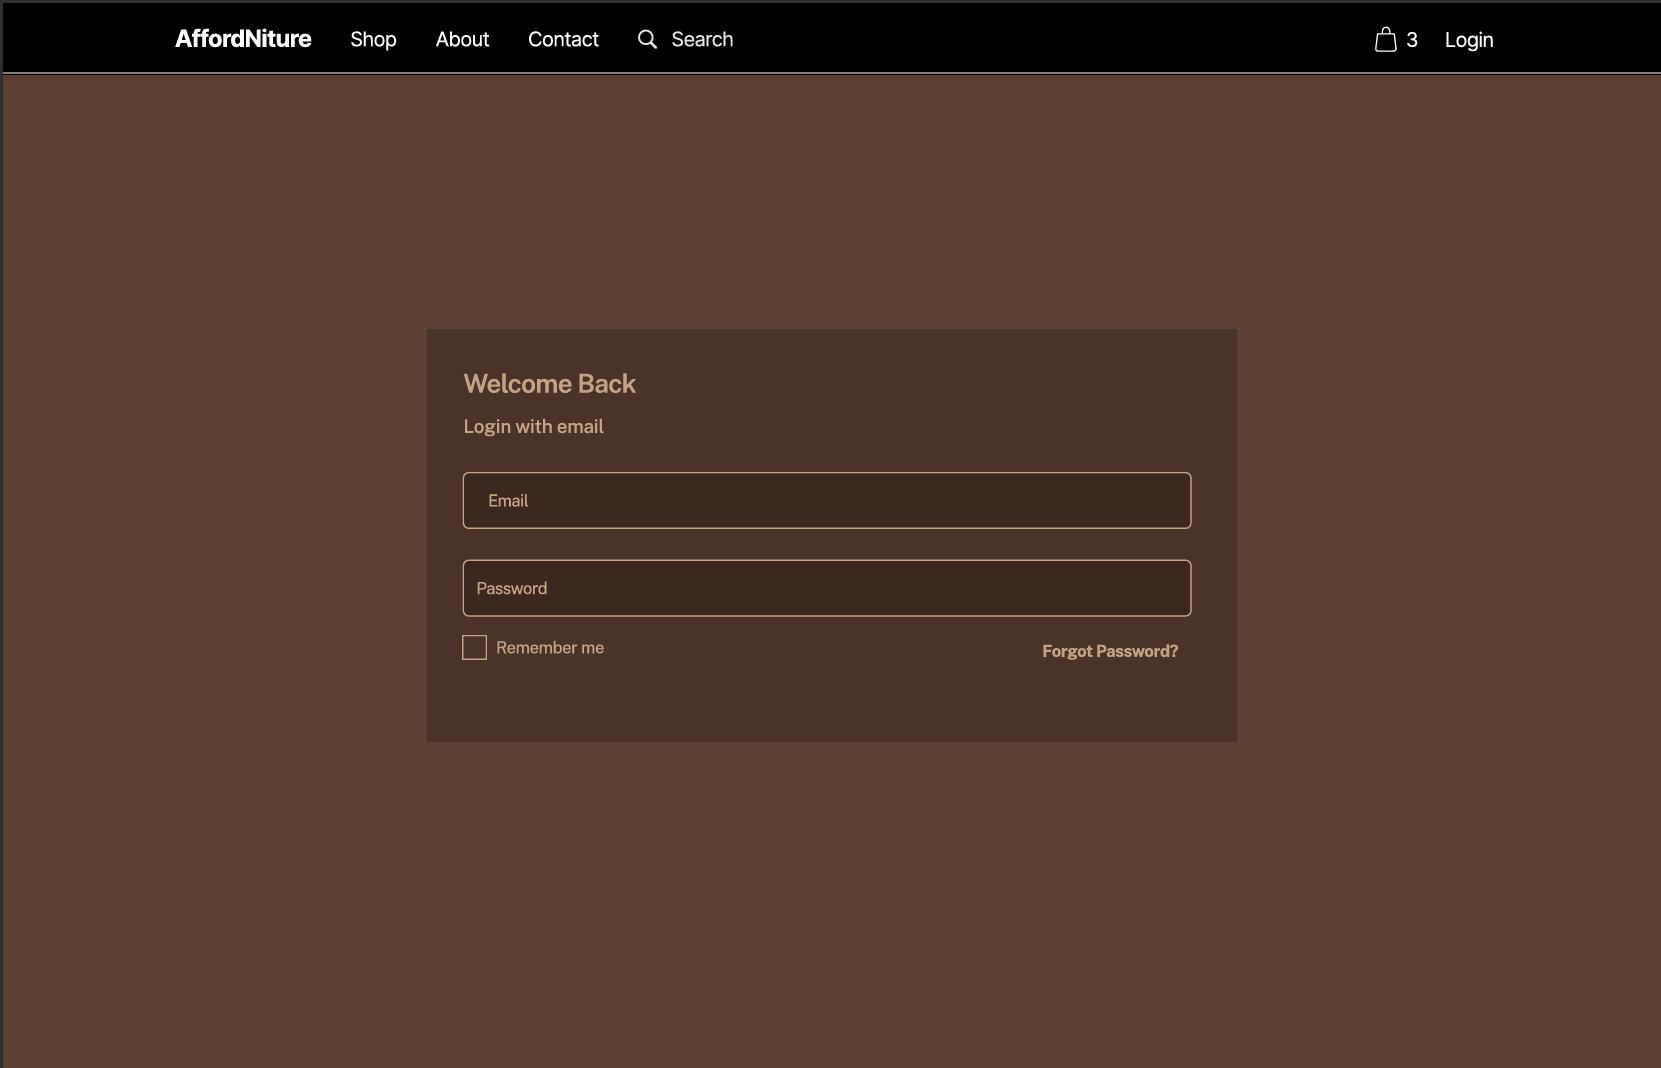 AffordNiture Shop About Contact Search 3 Login
Welcome Back
Login with email
Email
Password
Remember me Forgot Password?